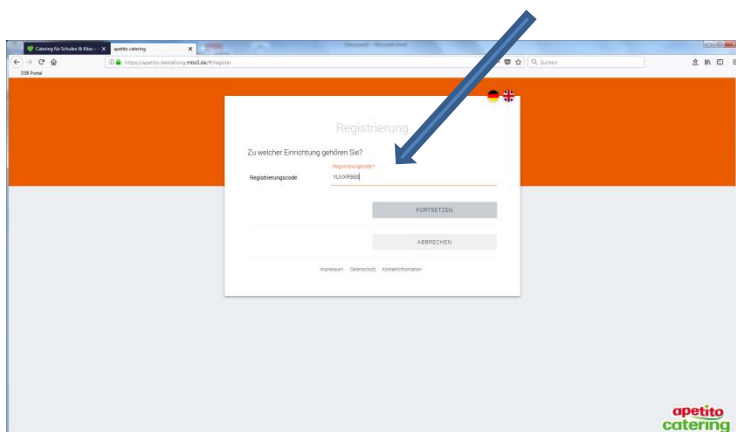 Catering für Schulen & Kitas -
apetito catering
https://apetito-bestellung.mbs5.de/#/register
Suchen
DSB Portal
Registrierung
Zu welcher Einrichtung gehören Sie?
Registrierungscode *
Registrierungscode
FORTSETZEN
ABBRECHEN
Impressum Datenschutz Kontaktinformation
apetito
catering